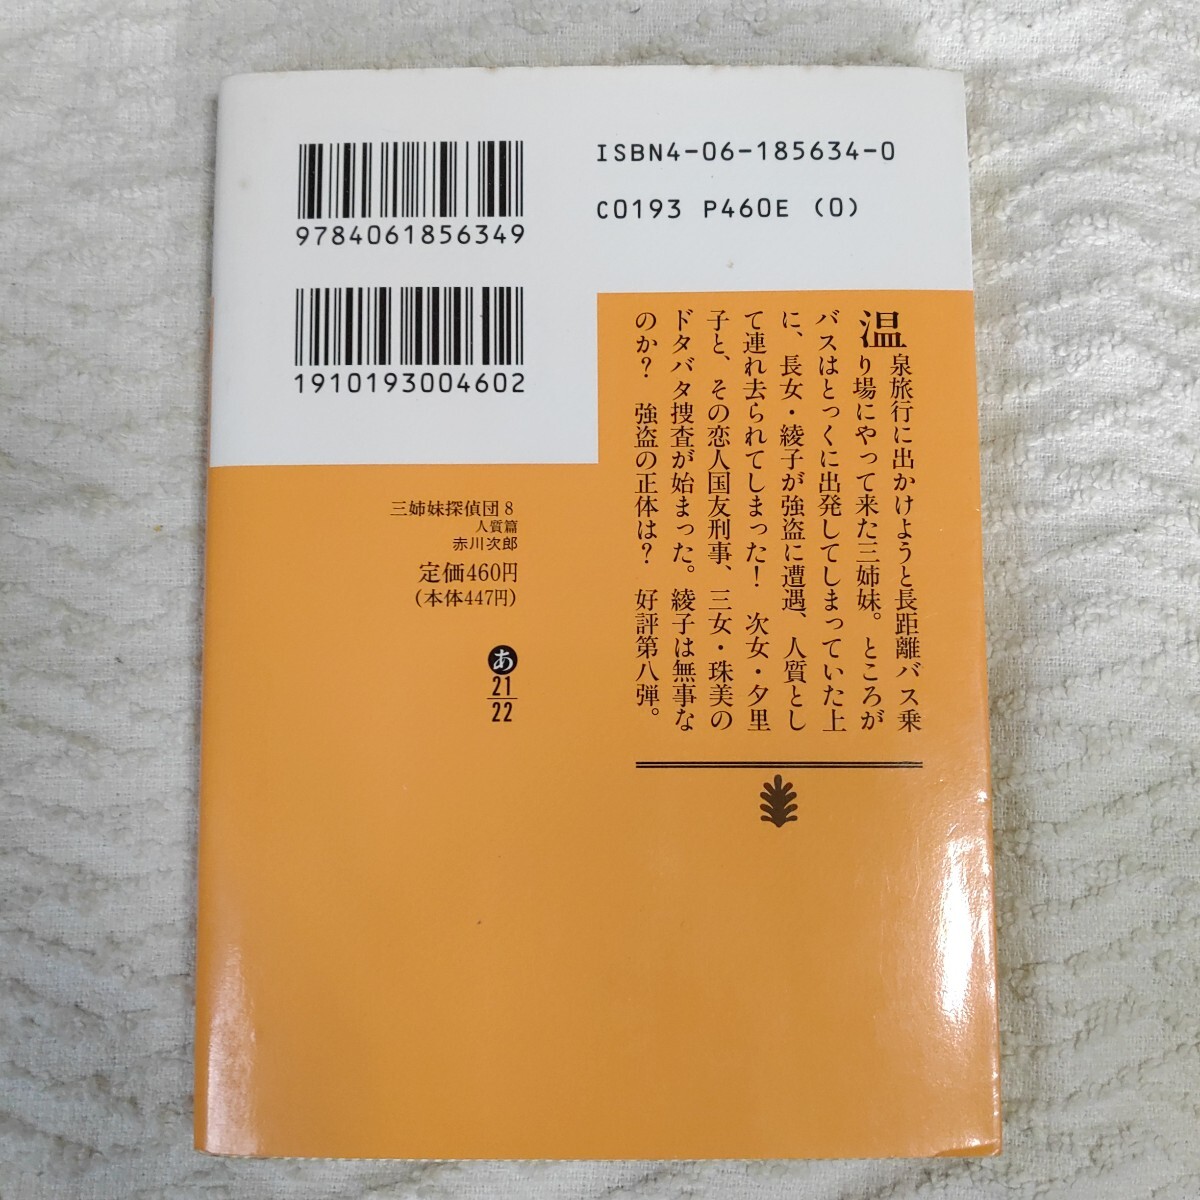 9784061856349
ISBN4-06-185634-0
C0193 P460E (0)
1910193004602
温泉旅行に出かけようと長距離バス乗
り場にやって来た三姉妹。ところが
バスはとっくに出発してしまっていた上
に、長女・綾子が強盗に遭遇、人質とし
て連れ去られてしまった！　次女・夕里
子と、その恋人国友刑事、三女・珠美の
ドタバタ捜査が始まった。綾子は無事な
のか？　強盗の正体は？　好評第八弾。
三姉妹探偵団 8
人質篇
赤川次郎
定価460円
（本体447円）
あ
21
22